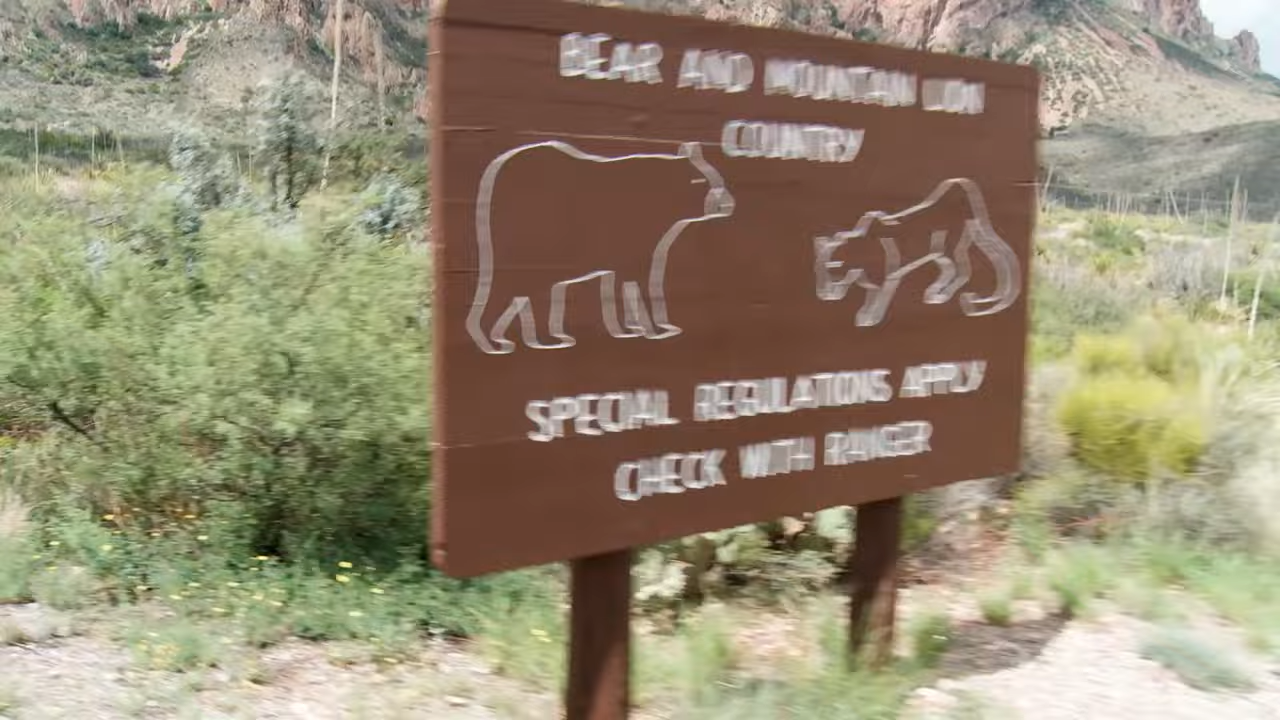 BEAR AND MOUNTAIN LION
COUNTRY
SPECIAL REGULATIONS APPLY
CHECK WITH RANGER